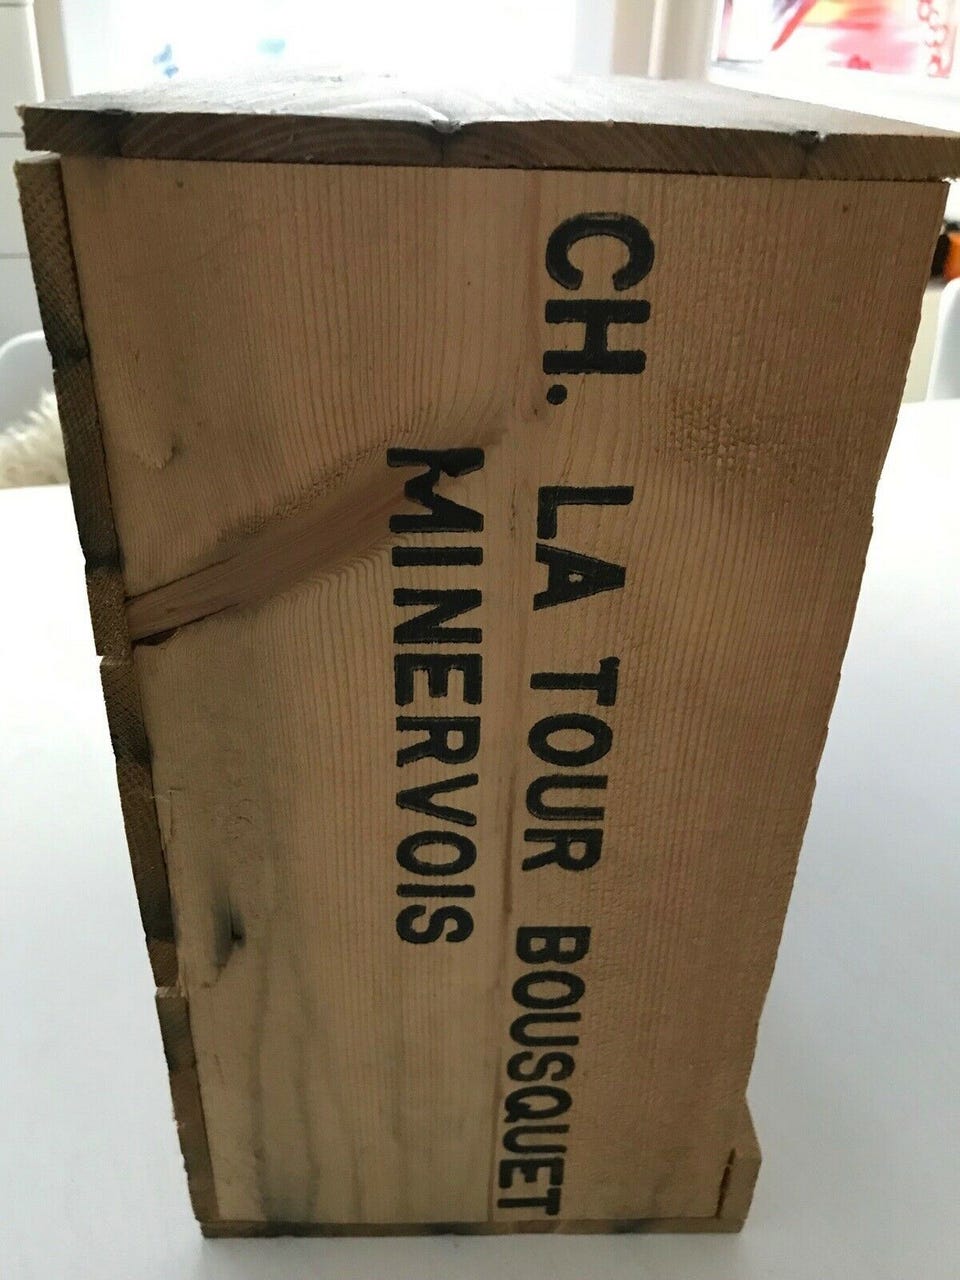 CH. LA TOUR BOUSQUET
MINERVOIS